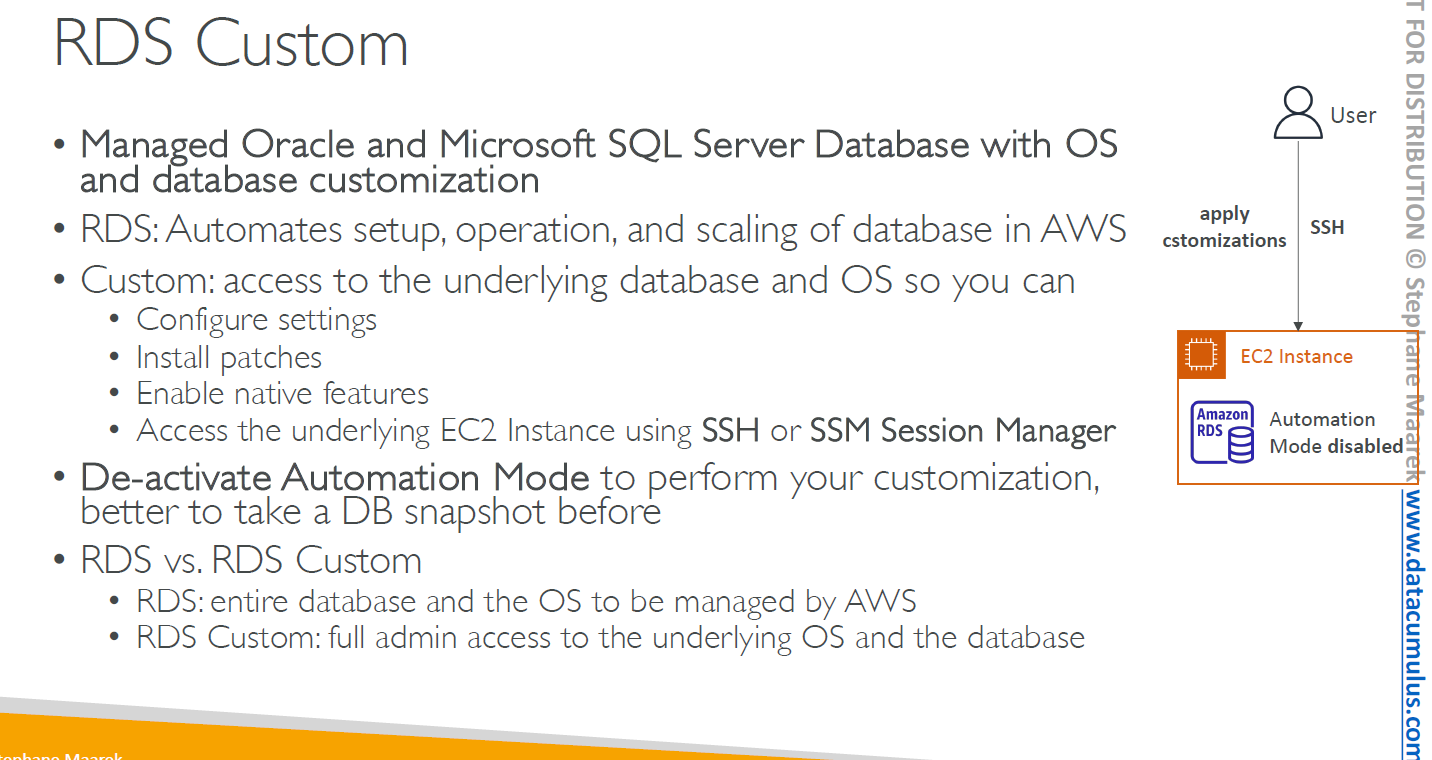 RDS Custom
• Managed Oracle and Microsoft SQL Server Database with OS
and database customization
• RDS: Automates setup, operation, and scaling of database in AWS
• Custom: access to the underlying database and OS so you can
• Configure settings
• Install patches
• Enable native features
• Access the underlying EC2 Instance using SSH or SSM Session Manager
• De-activate Automation Mode to perform your customization,
better to take a DB snapshot before
• RDS vs. RDS Custom
• RDS: entire database and the OS to be managed by AWS
• RDS Custom: full admin access to the underlying OS and the database
User
apply
cstomizations
SSH
EC2 Instance
Amazon
RDS
Automation
Mode disabled
T FOR DISTRIBUTION © Stephane Maarek www.datacumulus.com
tephane Maarek